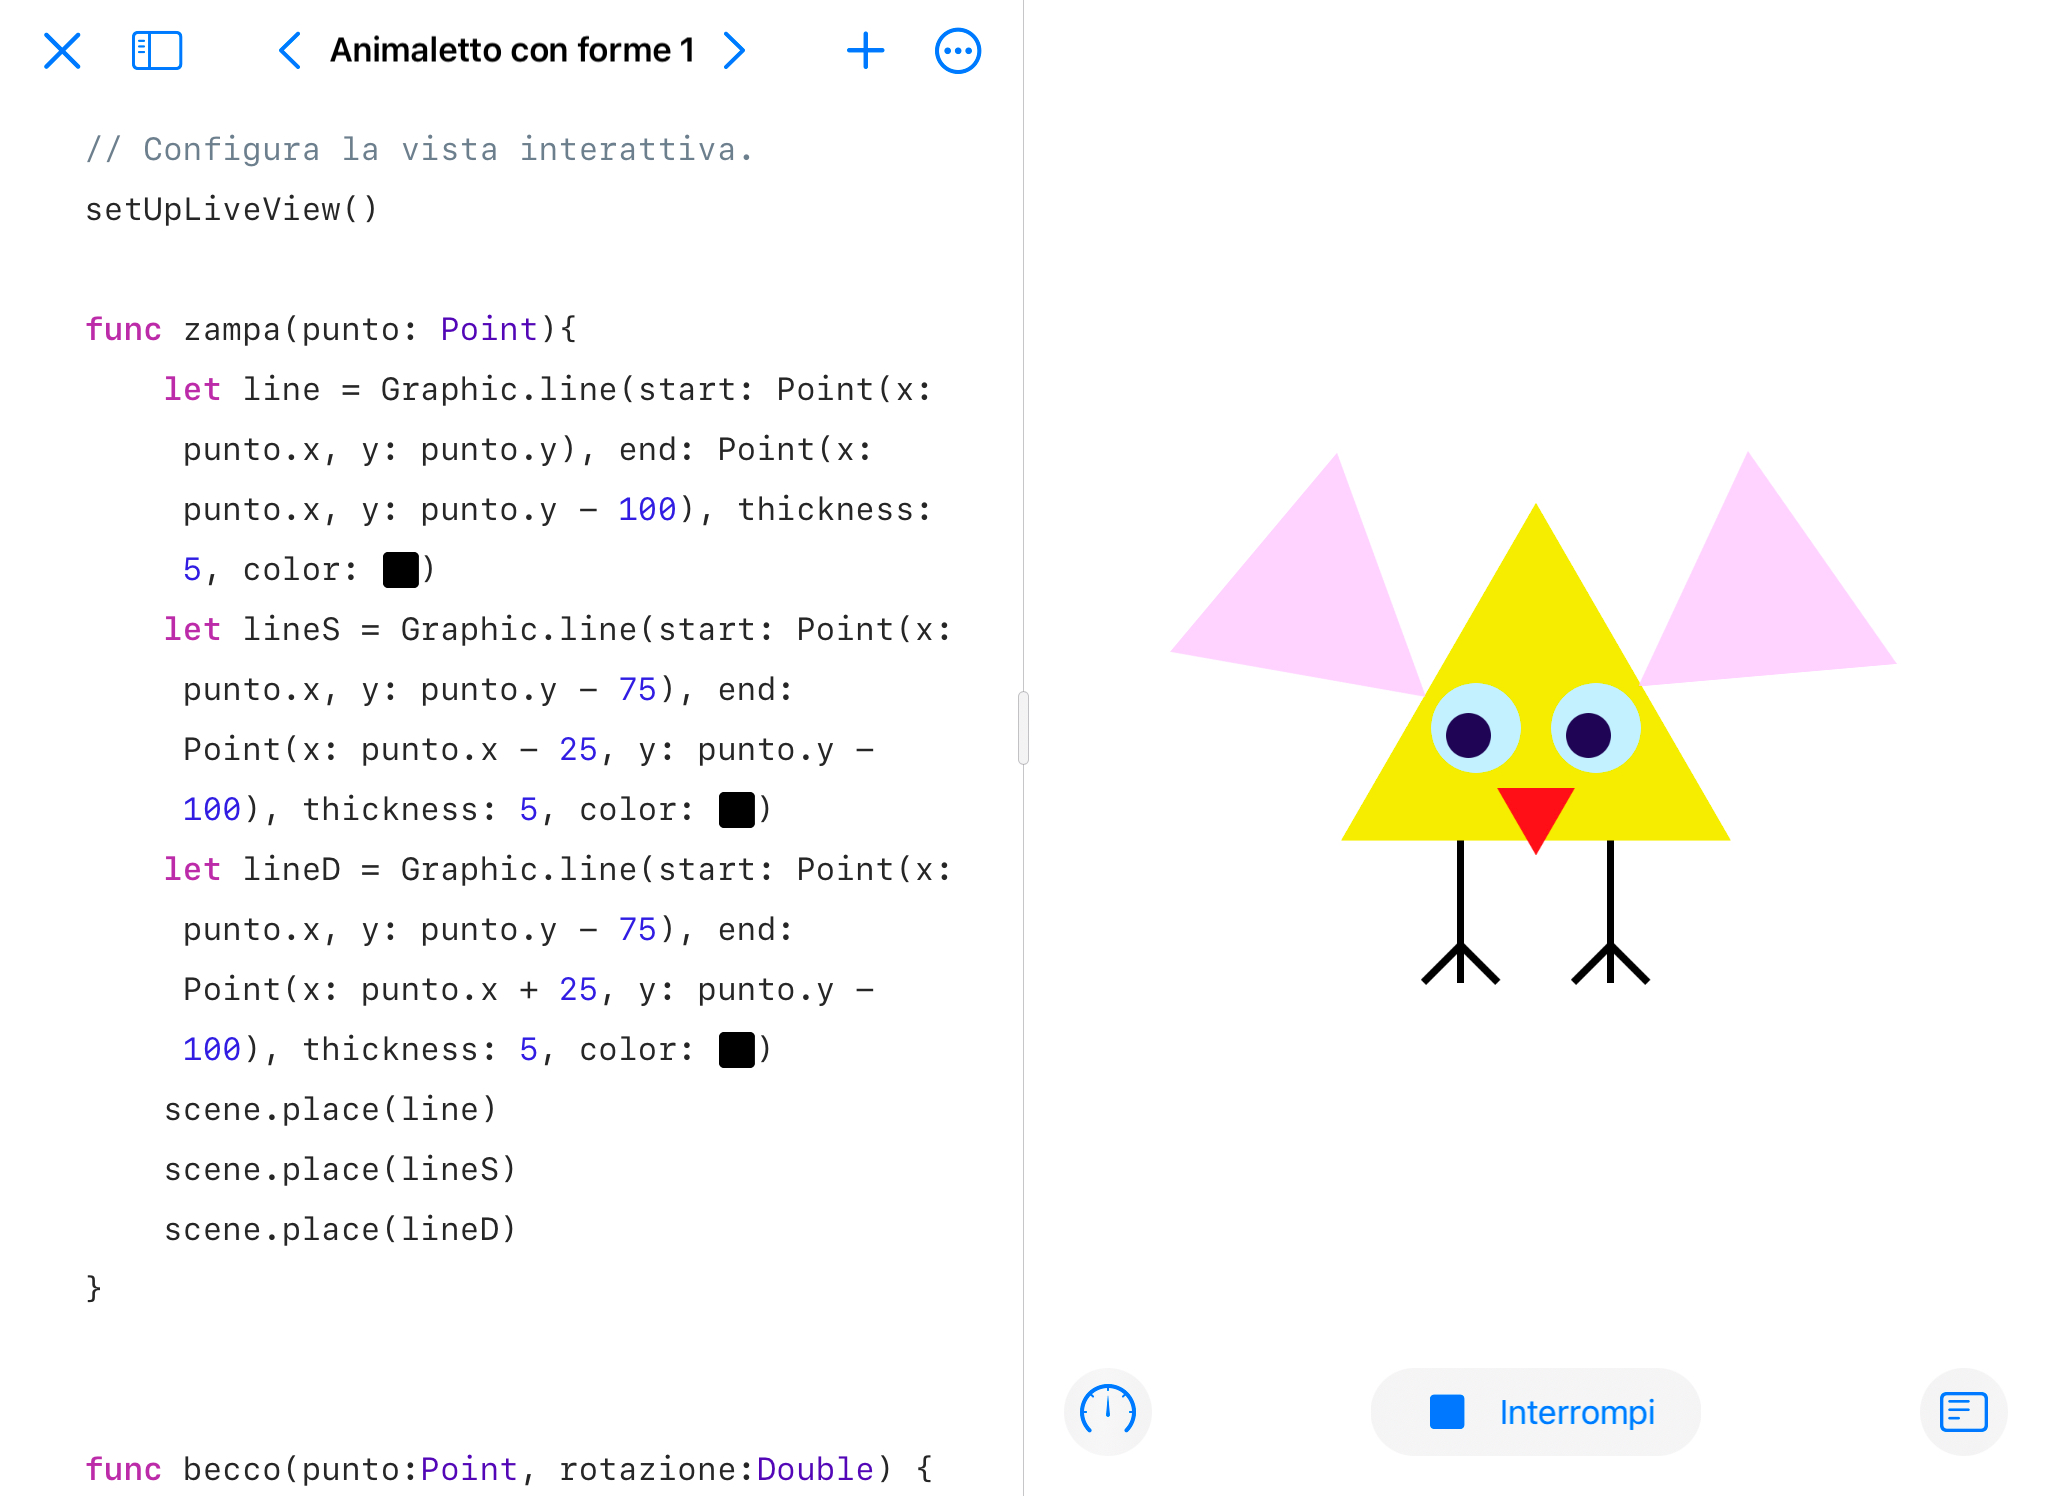 Animaletto con forme 1
// Configura la vista interattiva.
setUpLiveView()
func zampa(punto: Point){
let line = Graphic.line(start: Point(x:
punto.x, y: punto.y), end: Point(x:
punto.x, y: punto.y - 100), thickness:
5, color: )
let lineS = Graphic.line(start: Point(x:
punto.x, y: punto.y - 75), end:
Point(x: punto.x - 25, y: punto.y -
100), thickness: 5, color: )
let lineD = Graphic.line(start: Point(x:
punto.x, y: punto.y - 75), end:
Point(x: punto.x + 25, y: punto.y -
100), thickness: 5, color: )
scene.place(line)
scene.place(lineS)
scene.place(lineD)
}
func becco(punto:Point, rotazione:Double) {
Interrompi